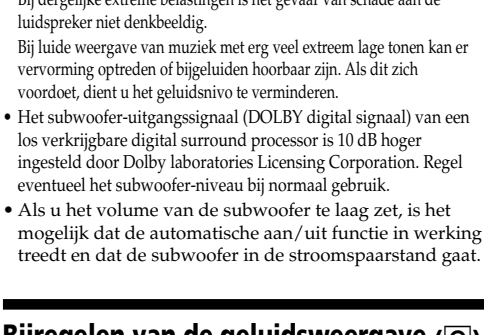 Bij dergelijke extreme belastingen is het gevaar van schade aan de
luidspreker niet denkbeeldig.
Bij luide weergave van muziek met erg veel extreem lage tonen kan er
vervorming optreden of bijgeluiden hoorbaar zijn. Als dit zich
voordoet, dient u het geluidsnivo te verminderen.
• Het subwoofer-uitgangssignaal (DOLBY digital signaal) van een
los verkrijgbare digital surround processor is 10 dB hoger
ingesteld door Dolby laboratories Licensing Corporation. Regel
eventueel het subwoofer-niveau bij normaal gebruik.
• Als u het volume van de subwoofer te laag zet, is het
mogelijk dat de automatische aan/uit functie in werking
treedt en dat de subwoofer in de stroomspaarstand gaat.
Bijregelen van de geluidsweergave